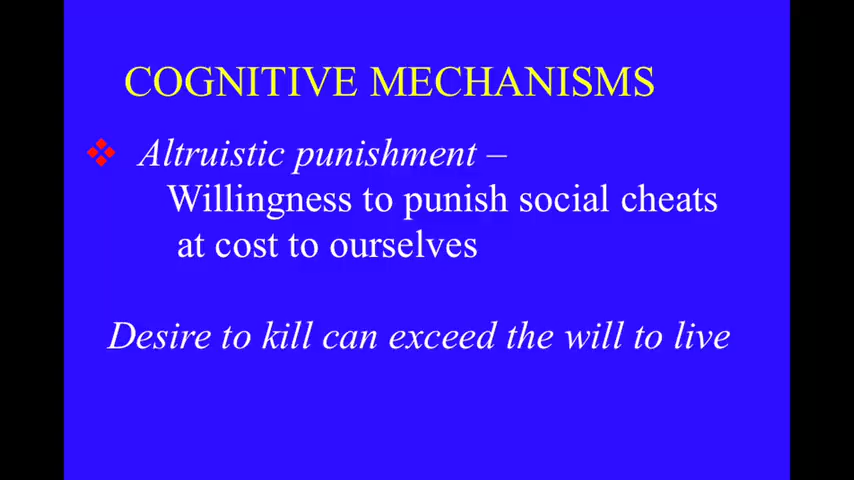 COGNITIVE MECHANISMS
Altruistic punishment –
Willingness to punish social cheats
at cost to ourselves
Desire to kill can exceed the will to live